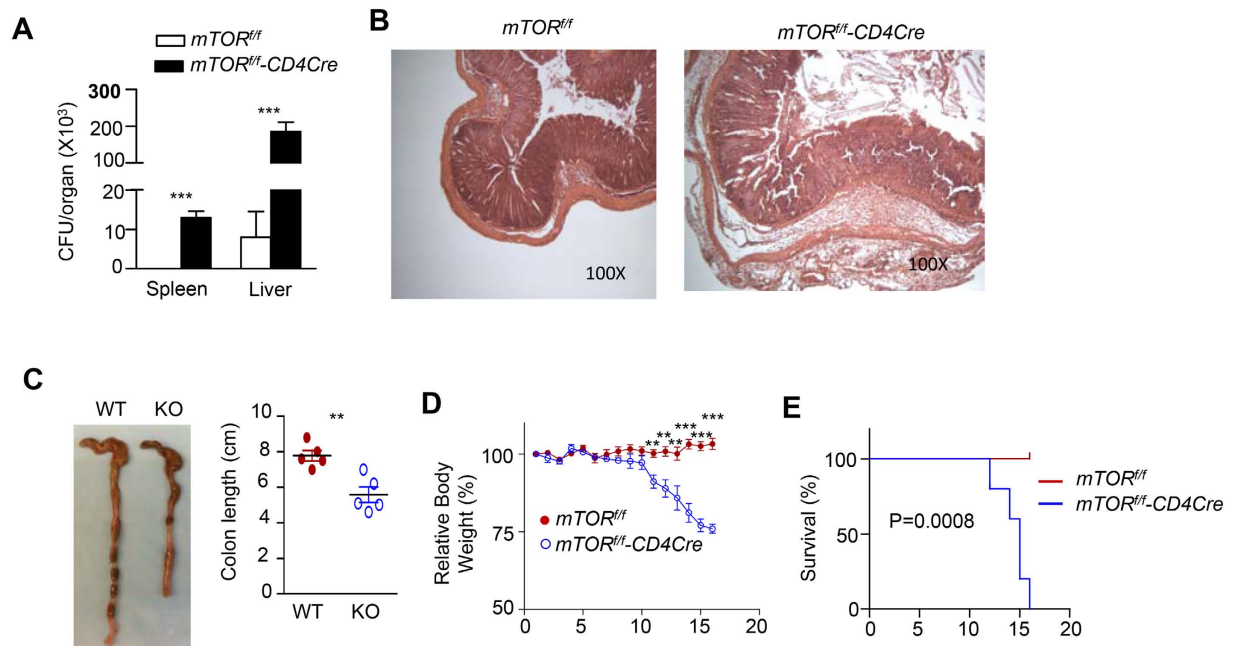 A
mTORf/f
mTORf/f-CD4Cre
CFU/organ (X10³)
300
200
100
20
10
0
***
***
Spleen
Liver
B
mTORf/f
mTORf/f-CD4Cre
100X
100X
C
WT
KO
Colon length (cm)
10
8
6
4
2
0
**
WT
KO
D
Relative Body
Weight (%)
100
75
50
**
**
**
***
***
***
mTORf/f
mTORf/f-CD4Cre
0
5
10
15
20
E
Survival (%)
100
50
0
P=0.0008
mTORf/f
mTORf/f-CD4Cre
0
5
10
15
20